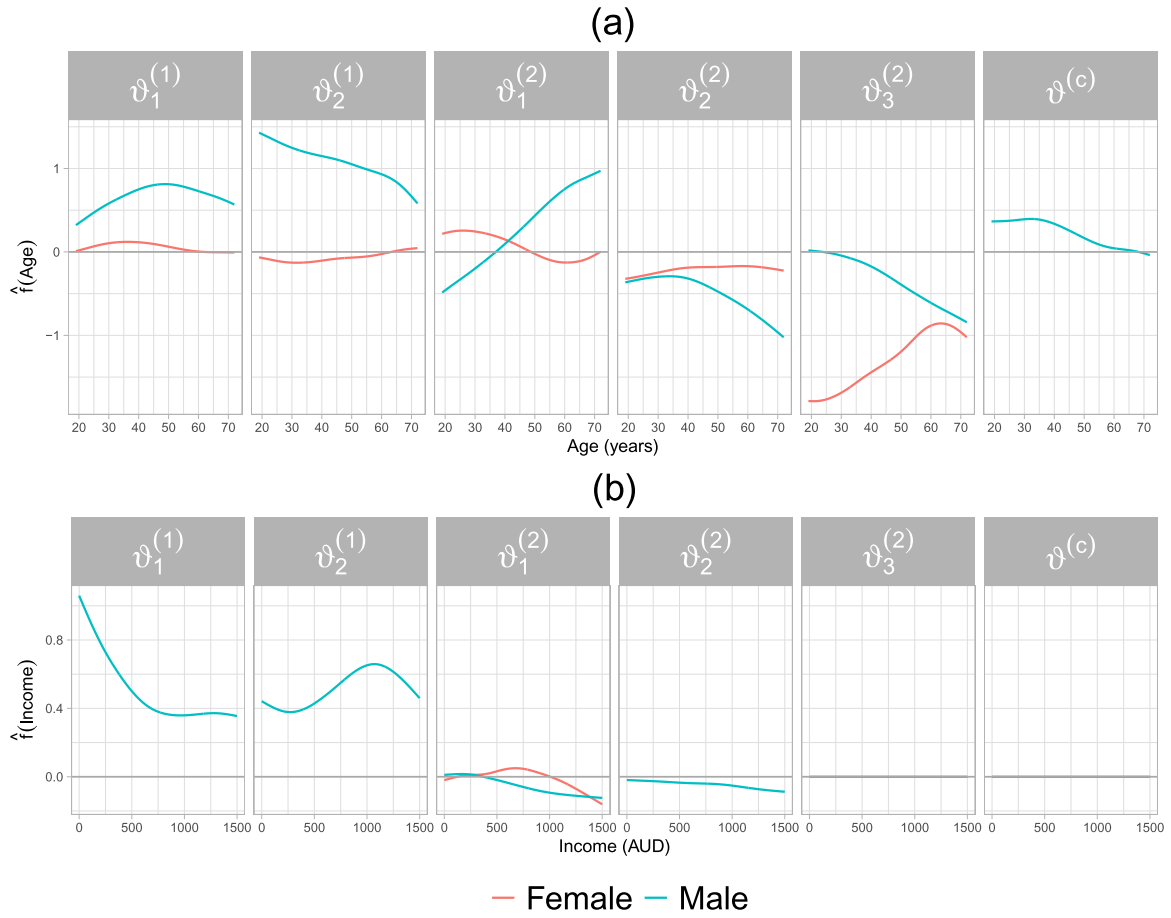 (a)
ϑ₁⁽¹⁾ ϑ₂⁽¹⁾ ϑ₁⁽²⁾ ϑ₂⁽²⁾ ϑ₃⁽²⁾ ϑ⁽ᶜ⁾
f̂(Age)
1
0
−1
20 30 40 50 60 70 20 30 40 50 60 70 20 30 40 50 60 70 20 30 40 50 60 70 20 30 40 50 60 70 20 30 40 50 60 70
Age (years)
(b)
ϑ₁⁽¹⁾ ϑ₂⁽¹⁾ ϑ₁⁽²⁾ ϑ₂⁽²⁾ ϑ₃⁽²⁾ ϑ⁽ᶜ⁾
f̂(Income)
0.8
0.4
0.0
0 500 1000 1500 0 500 1000 1500 0 500 1000 1500 0 500 1000 1500 0 500 1000 1500 0 500 1000 1500
Income (AUD)
Female Male